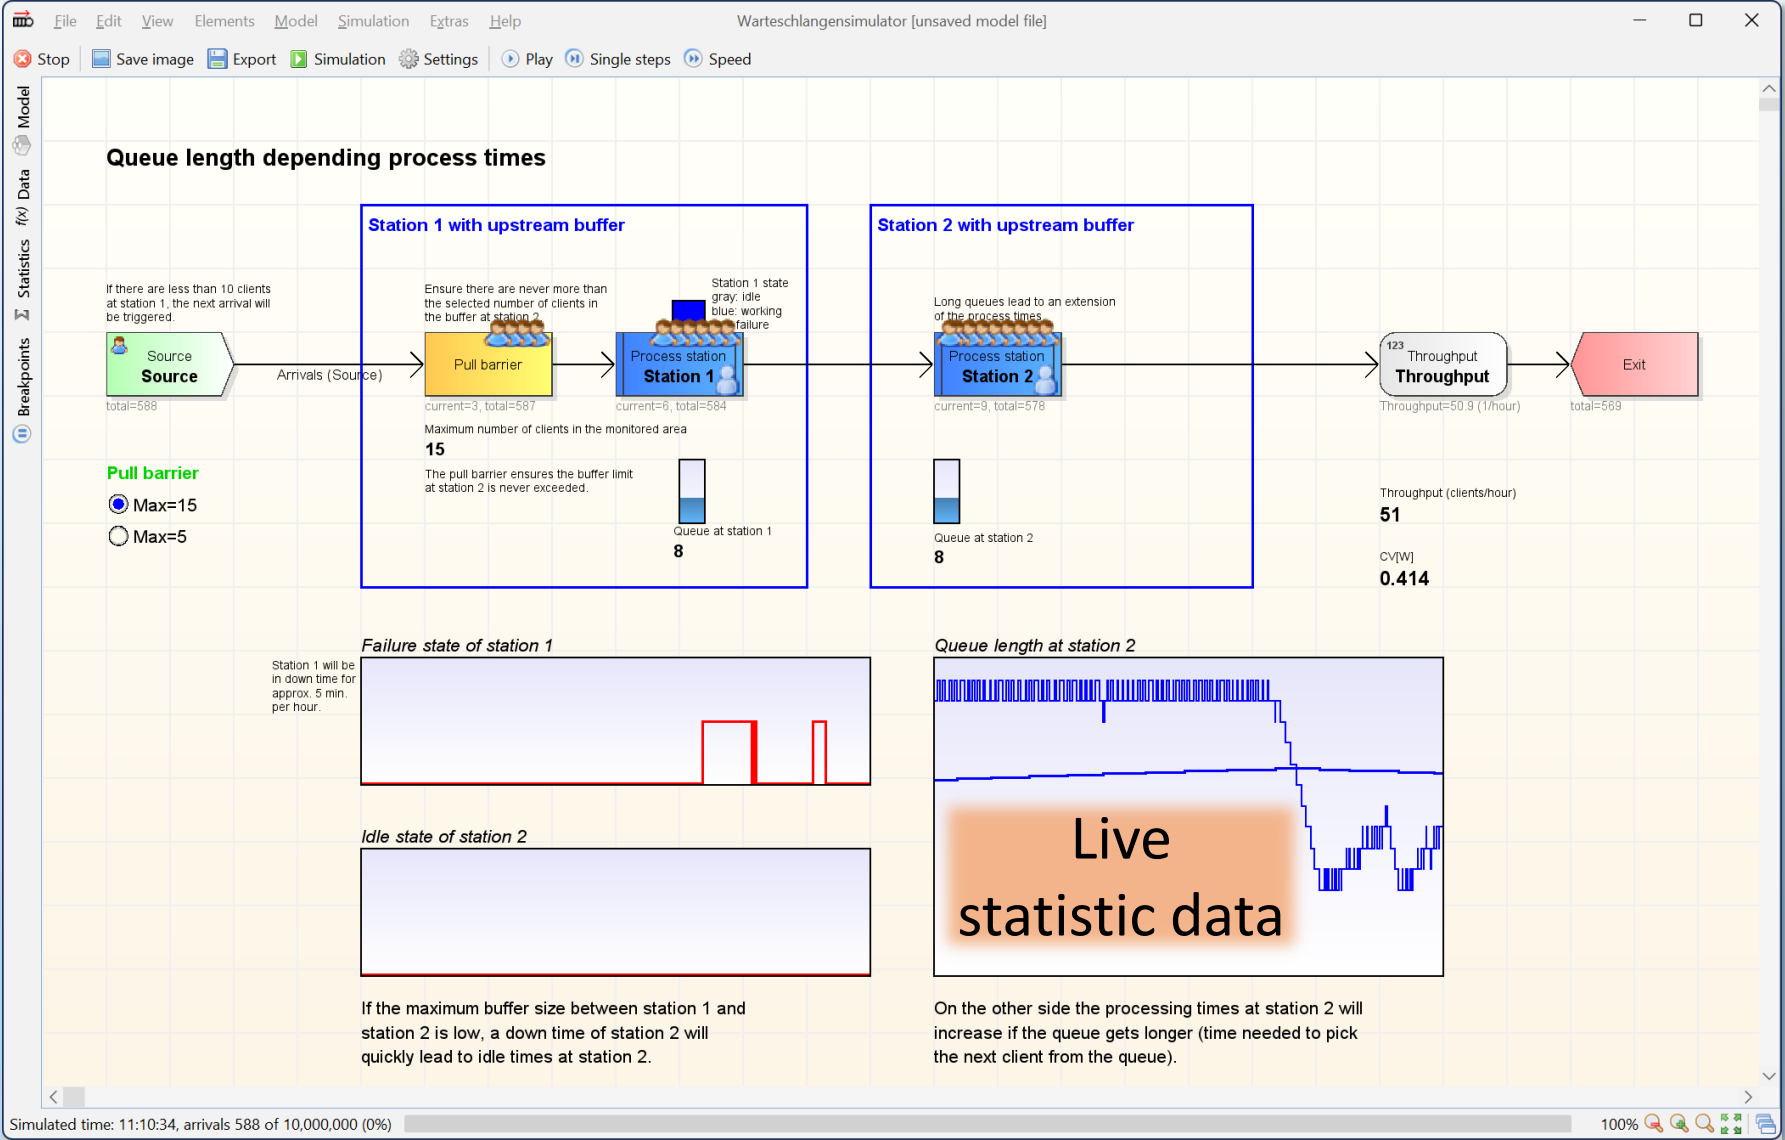 File Edit View Elements Model Simulation Extras Help
Warteschlangensimulator [unsaved model file]
Stop Save image Export Simulation Settings Play Single steps Speed
Model
Data
f(x)
Statistics
Σ
Breakpoints
Queue length depending process times
Station 1 with upstream buffer
Station 2 with upstream buffer
If there are less than 10 clients
at station 1, the next arrival will
be triggered.
Ensure there are never more than
the selected number of clients in
the buffer at station 2.
Station 1 state
gray: idle
blue: working
failure
Long queues lead to an extension
of the process times.
Source
Source
total=588
Arrivals (Source)
Pull barrier
current=3, total=587
Process station
Station 1
current=6, total=584
Process station
Station 2
current=9, total=578
123
Throughput
Throughput
Throughput=50.9 (1/hour)
Exit
total=569
Maximum number of clients in the monitored area
15
The pull barrier ensures the buffer limit
at station 2 is never exceeded.
Pull barrier
Max=15
Max=5
Queue at station 1
8
Queue at station 2
8
Throughput (clients/hour)
51
CV[W]
0.414
Failure state of station 1
Station 1 will be
in down time for
approx. 5 min.
per hour.
Queue length at station 2
Idle state of station 2
Live
statistic data
If the maximum buffer size between station 1 and
station 2 is low, a down time of station 2 will
quickly lead to idle times at station 2.
On the other side the processing times at station 2 will
increase if the queue gets longer (time needed to pick
the next client from the queue).
Simulated time: 11:10:34, arrivals 588 of 10,000,000 (0%)
100%